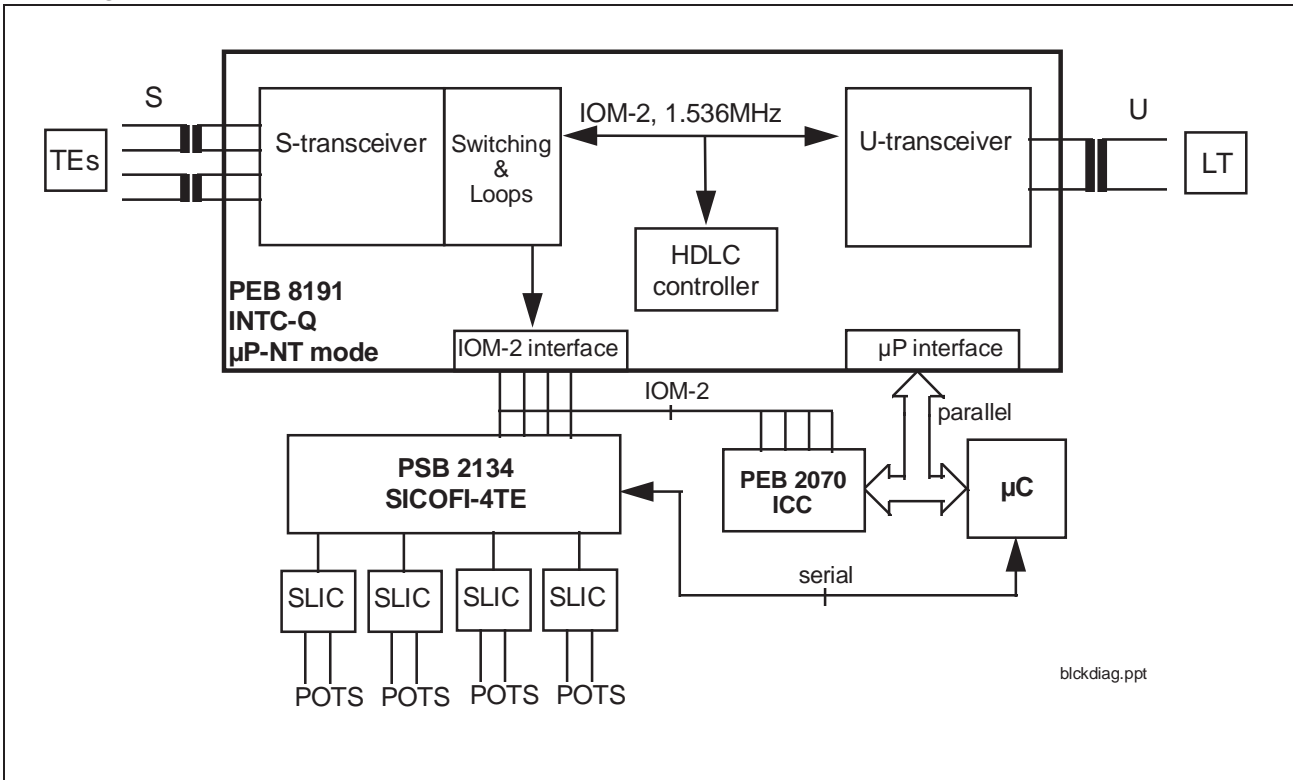 S
TEs
S-transceiver
Switching
&
Loops
IOM-2, 1.536MHz
HDLC
controller
U-transceiver
U
LT
PEB 8191
INTC-Q
µP-NT mode
IOM-2 interface
µP interface
IOM-2
parallel
PSB 2134
SICOFI-4TE
PEB 2070
ICC
µC
serial
SLIC
SLIC
SLIC
SLIC
POTS
POTS
POTS
POTS
blckdiag.ppt